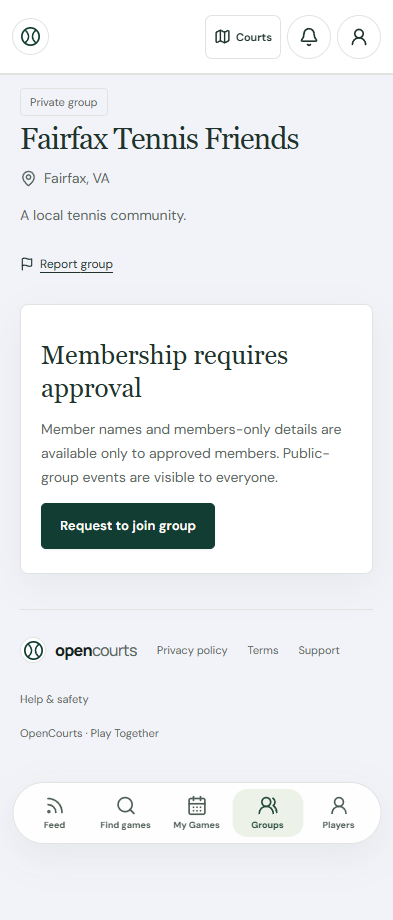 Courts
Private group
Fairfax Tennis Friends
Fairfax, VA
A local tennis community.
Report group
Membership requires
approval
Member names and members-only details are
available only to approved members. Public-
group events are visible to everyone.
Request to join group
opencourts Privacy policy Terms Support
Help & safety
OpenCourts · Play Together
Feed Find games My Games Groups Players